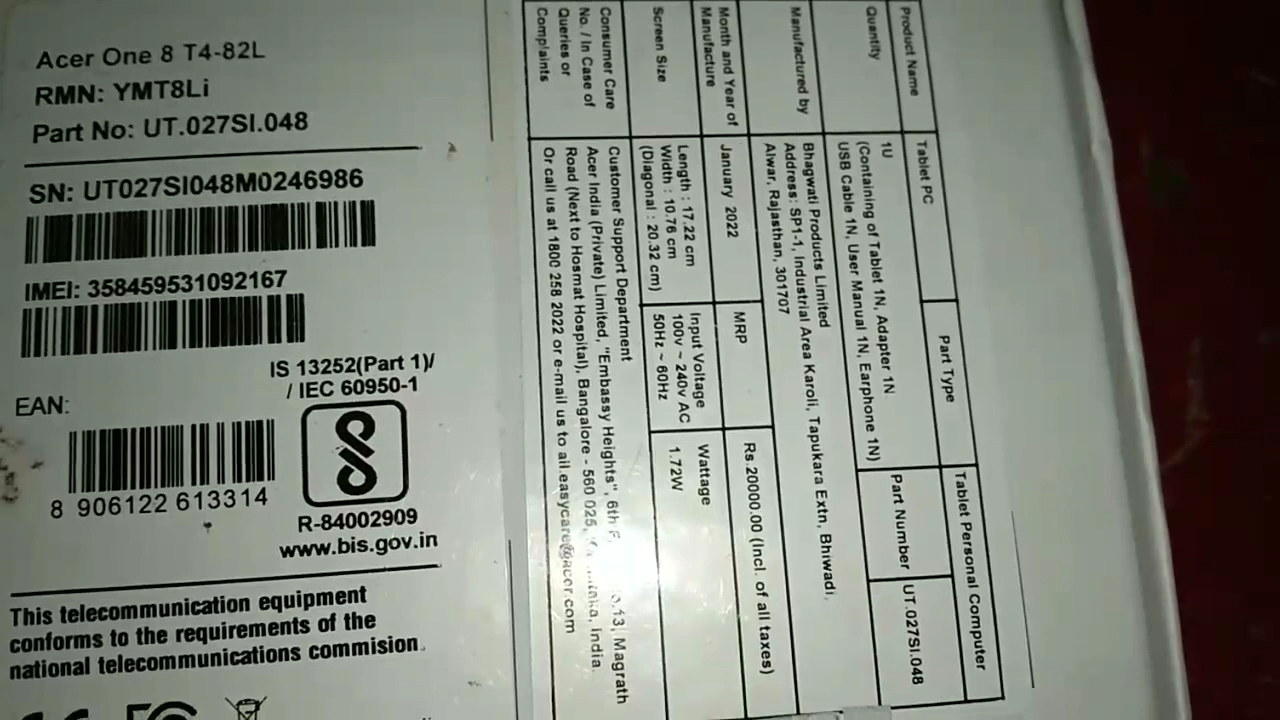 Acer One 8 T4-82L
RMN: YMT8Li
Part No: UT.027SI.048
SN: UT027SI048M0246986
IMEI: 358459531092167
IS 13252(Part 1)/
/ IEC 60950-1
EAN:
8 906122 613314
R-84002909
www.bis.gov.in
This telecommunication equipment
conforms to the requirements of the
national telecommunications commision.
Product Name
Tablet PC
Part Type
Tablet Personal Computer
Quantity
1U
(Containing of Tablet 1N, Adapter 1N
USB Cable 1N, User Manual 1N, Earphone 1N)
Part Number
UT.027SI.048
Manufactured by
Bhagwati Products Limited
Address: SP1-1, Industrial Area Karoli, Tapukara Extn, Bhiwadi,
Alwar, Rajasthan, 301707
Month and Year of
Manufacture
January 2022
MRP
Rs.20000.00 (Incl. of all taxes)
Screen Size
Length : 17.22 cm
Width : 10.76 cm
(Diagonal : 20.32 cm)
Input Voltage
100v ~ 240v AC
50Hz ~ 60Hz
Wattage
1.72W
Consumer Care
No. / In Case of
Queries or
Complaints
Customer Support Department
Acer India (Private) Limited, "Embassy Heights", 6th Magrath
Road (Next to Hosmat Hospital), Bangalore - 560 025, India.
Or call us at 1800 258 2022 or e-mail us to ail.easycare@acer.com